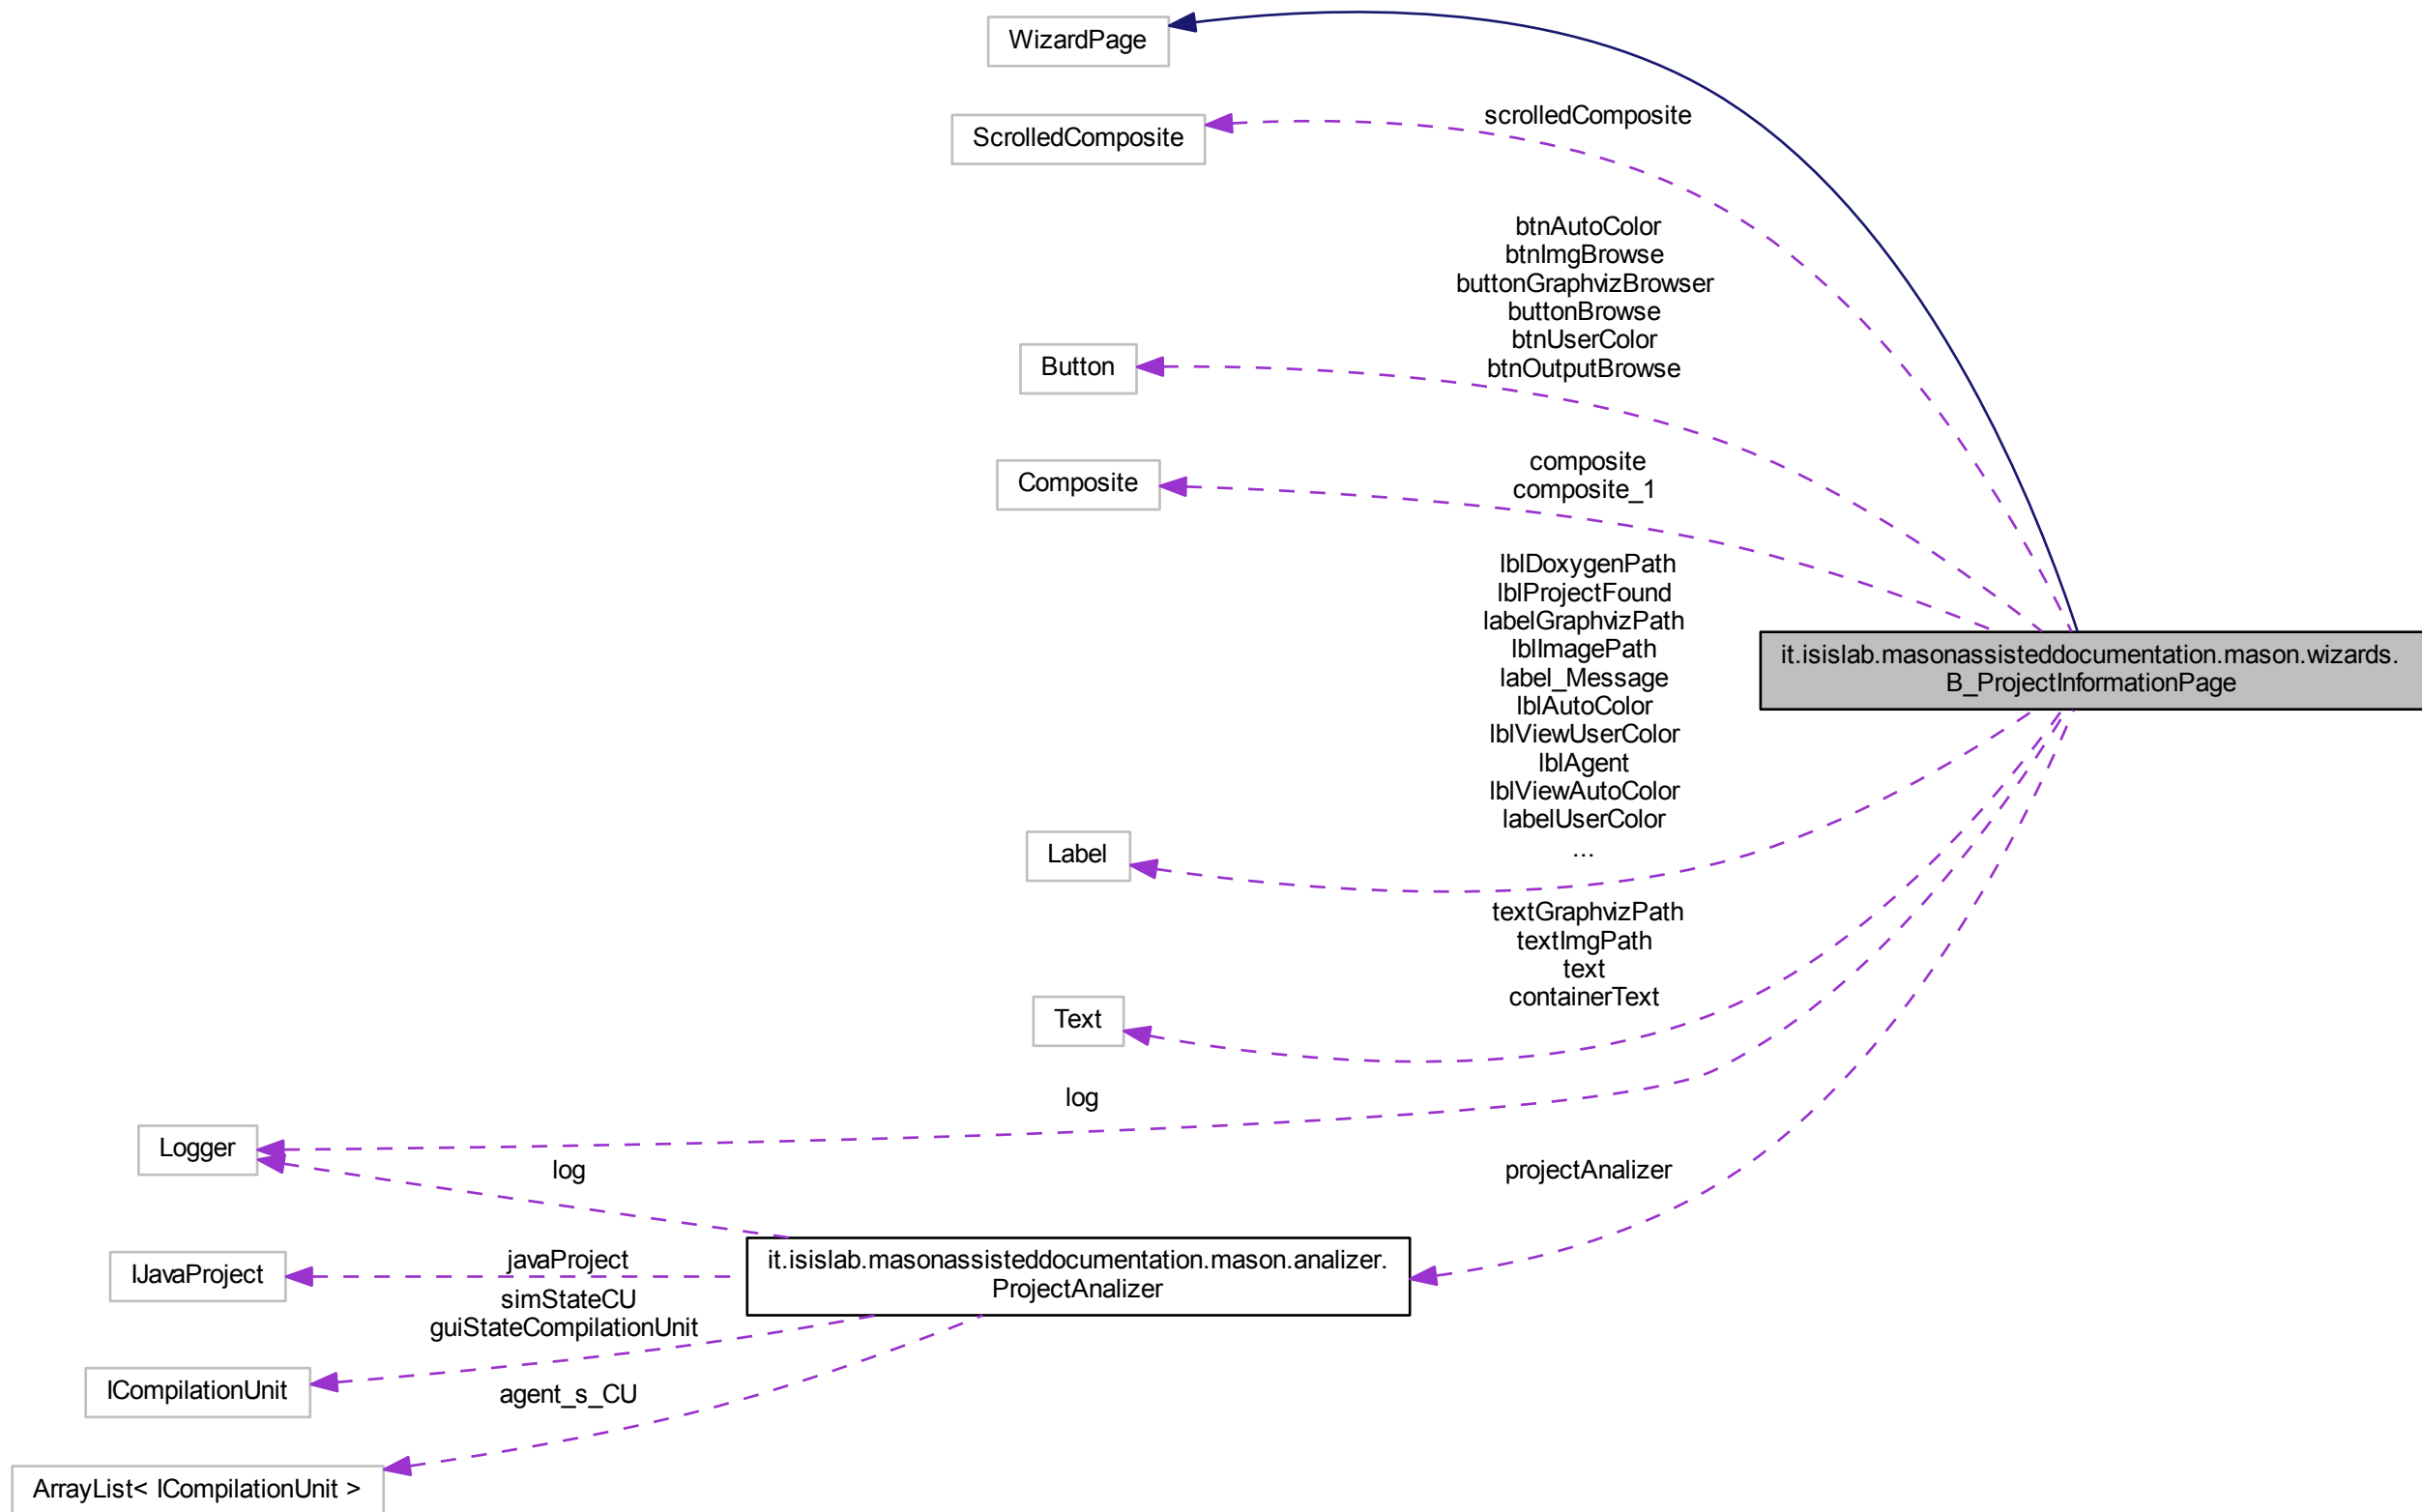 WizardPage
scrolledComposite
ScrolledComposite
btnAutoColor
btnImgBrowse
buttonGraphvizBrowser
buttonBrowse
btnUserColor
btnOutputBrowse
Button
composite
composite_1
Composite
lblDoxygenPath
lblProjectFound
labelGraphvizPath
lblImagePath
label_Message
lblAutoColor
lblViewUserColor
lblAgent
lblViewAutoColor
labelUserColor
...
Label
it.isislab.masonassisteddocumentation.mason.wizards.
B_ProjectInformationPage
textGraphvizPath
textImgPath
text
containerText
Text
log
Logger
log
projectAnalizer
javaProject
IJavaProject
it.isislab.masonassisteddocumentation.mason.analizer.
ProjectAnalizer
simStateCU
guiStateCompilationUnit
ICompilationUnit
agent_s_CU
ArrayList< ICompilationUnit >